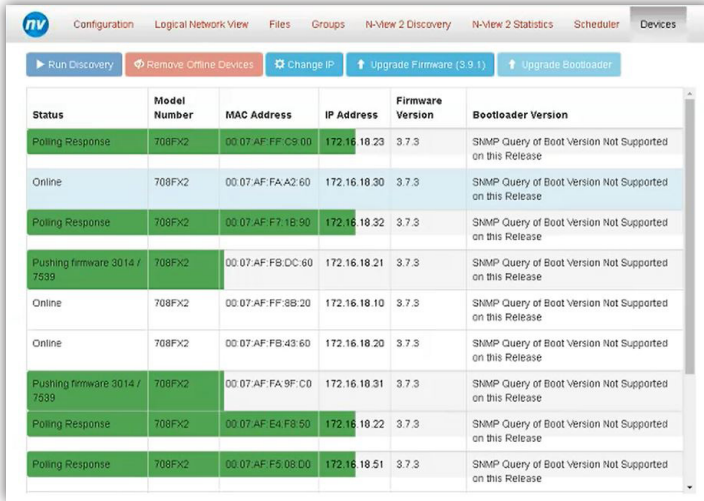 nv Configuration Logical Network View Files Groups N-View 2 Discovery N-View 2 Statistics Scheduler Devices
Run Discovery Remove Offline Devices Change IP Upgrade Firmware (3.9.1) Upgrade Bootloader
Status Model Number MAC Address IP Address Firmware Version Bootloader Version
Polling Response 708FX2 00:07:AF:FF:C9:00 172.16.18.23 3.7.3 SNMP Query of Boot Version Not Supported
on this Release
Online 708FX2 00:07:AF:FA:A2:60 172.16.18.30 3.7.3 SNMP Query of Boot Version Not Supported
on this Release
Polling Response 708FX2 00:07:AF:F7:1B:90 172.16.18.32 3.7.3 SNMP Query of Boot Version Not Supported
on this Release
Pushing firmware 3014 / 708FX2 00:07:AF:FB:DC:60 172.16.18.21 3.7.3 SNMP Query of Boot Version Not Supported
7539 on this Release
Online 708FX2 00:07:AF:FF:8B:20 172.16.18.10 3.7.3 SNMP Query of Boot Version Not Supported
on this Release
Online 708FX2 00:07:AF:FB:43:60 172.16.18.20 3.7.3 SNMP Query of Boot Version Not Supported
on this Release
Pushing firmware 3014 / 708FX2 00:07:AF:FA:9F:C0 172.16.18.31 3.7.3 SNMP Query of Boot Version Not Supported
7539 on this Release
Polling Response 708FX2 00:07:AF:E4:F8:50 172.16.18.22 3.7.3 SNMP Query of Boot Version Not Supported
on this Release
Polling Response 708FX2 00:07:AF:F5:08:D0 172.16.18.51 3.7.3 SNMP Query of Boot Version Not Supported
on this Release